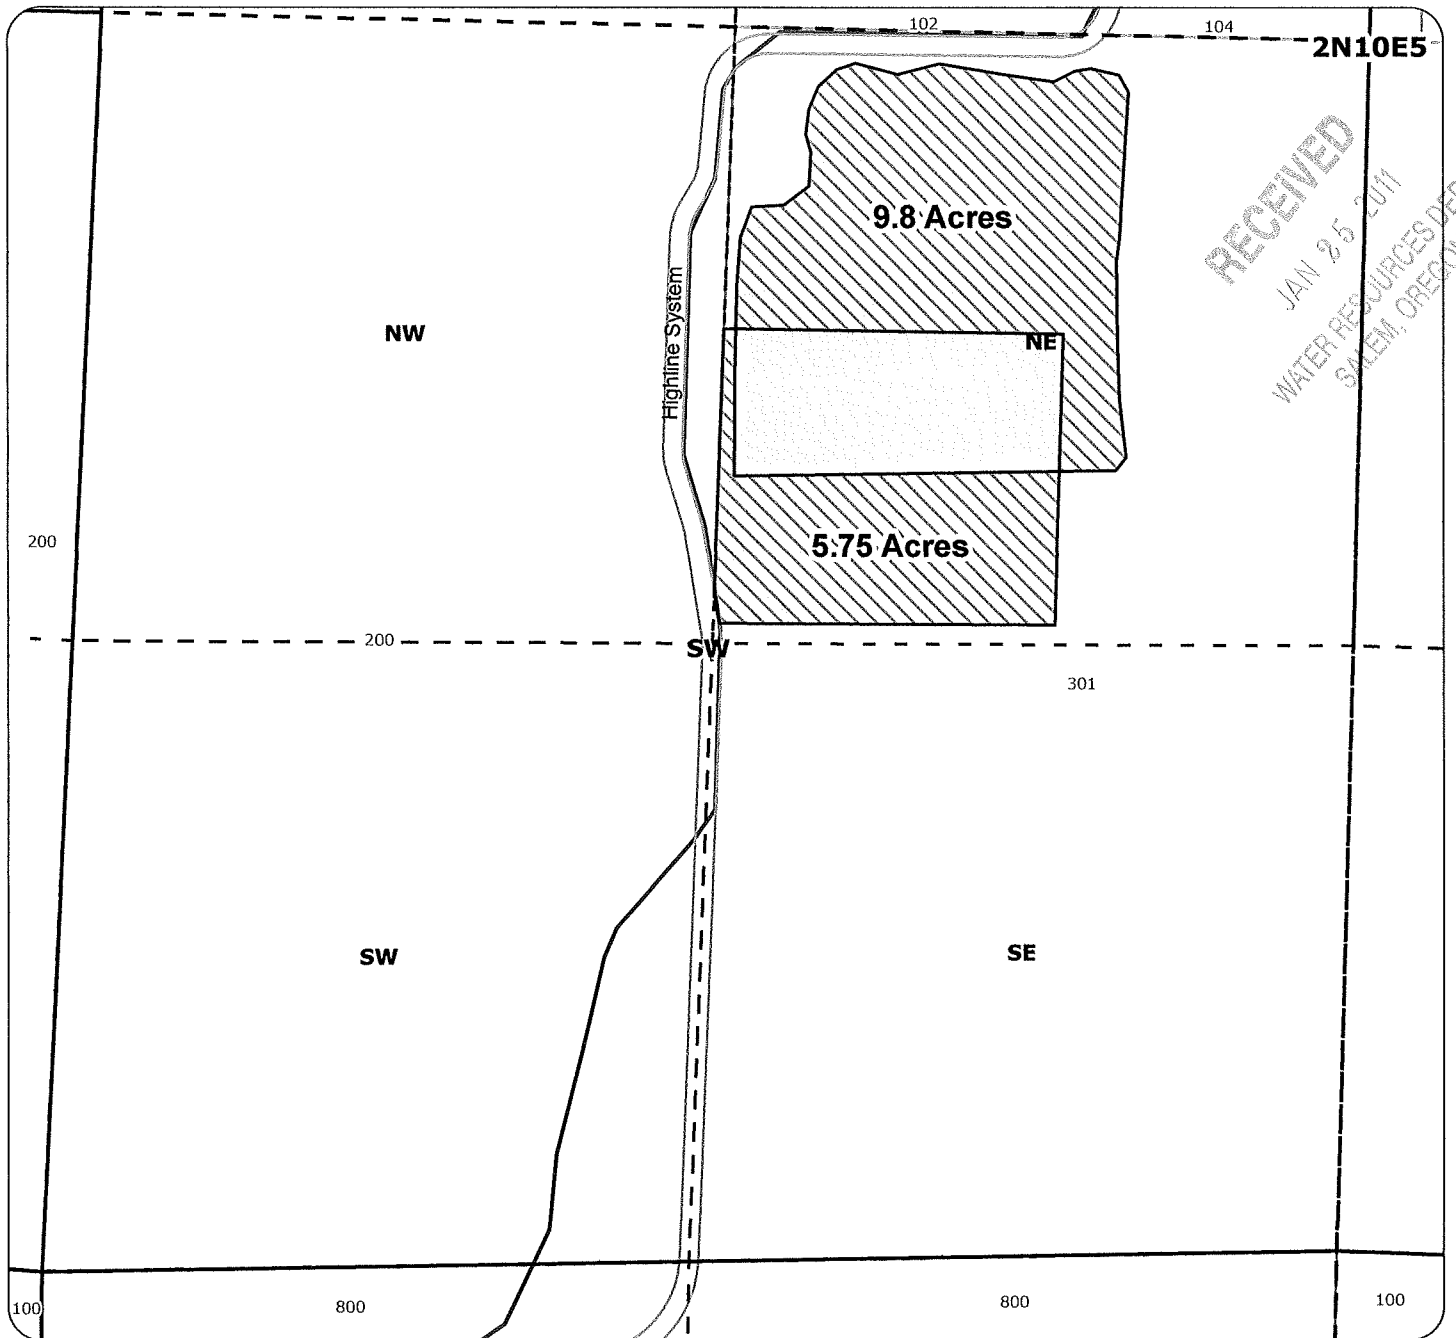 102
104
2N10E5
RECEIVED
JAN 25 2011
WATER RESOURCES DEP
SALEM, OREGON
9.8 Acres
NW
Highline System
NE
200
5.75 Acres
200
SW
301
SW
SE
100
800
800
100